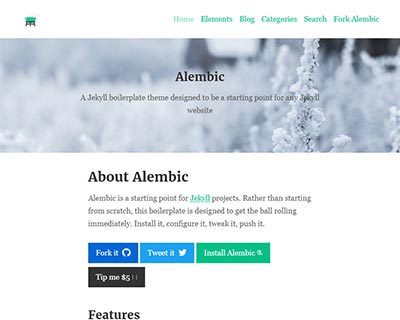 Home Elements Blog Categories Search Fork Alembic
Alembic
A Jekyll boilerplate theme designed to be a starting point for any Jekyll
website
About Alembic
Alembic is a starting point for Jekyll projects. Rather than starting
from scratch, this boilerplate is designed to get the ball rolling
immediately. Install it, configure it, tweak it, push it.
Fork it Tweet it Install Alembic
Tip me $5
Features